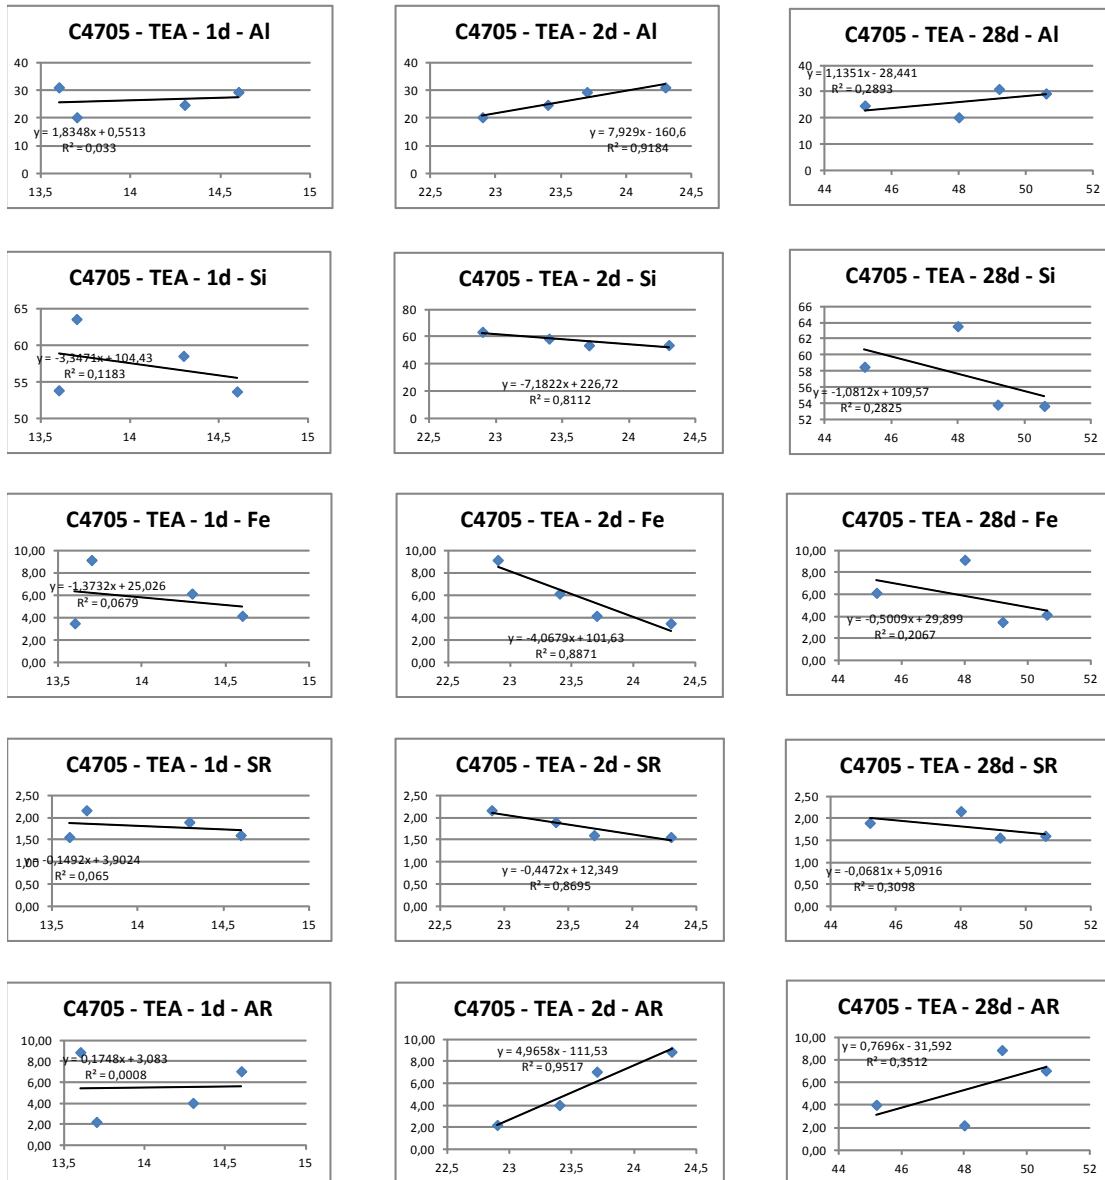 C4705 - TEA - 1d - Al
40
30
20
10
0
y = 1,8348x + 0,5513
R² = 0,033
13,5 14 14,5 15
C4705 - TEA - 2d - Al
40
30
20
10
0
y = 7,929x - 160,6
R² = 0,9184
22,5 23 23,5 24 24,5
C4705 - TEA - 28d - Al
40
30
20
10
0
y = 1,1351x - 28,441
R² = 0,2893
44 46 48 50 52
C4705 - TEA - 1d - Si
65
60
55
50
y = -3,3471x + 104,43
R² = 0,1183
13,5 14 14,5 15
C4705 - TEA - 2d - Si
80
60
40
20
0
y = -7,1822x + 226,72
R² = 0,8112
22,5 23 23,5 24 24,5
C4705 - TEA - 28d - Si
66
64
62
60
58
56
54
52
y = -1,0812x + 109,57
R² = 0,2825
44 46 48 50 52
C4705 - TEA - 1d - Fe
10,00
8,00
6,00
4,00
2,00
0,00
y = -1,3732x + 25,026
R² = 0,0679
13,5 14 14,5 15
C4705 - TEA - 2d - Fe
10,00
8,00
6,00
4,00
2,00
0,00
y = -4,0679x + 101,63
R² = 0,8871
22,5 23 23,5 24 24,5
C4705 - TEA - 28d - Fe
10,00
8,00
6,00
4,00
2,00
0,00
y = -0,5009x + 29,899
R² = 0,2067
44 46 48 50 52
C4705 - TEA - 1d - SR
2,50
2,00
1,50
1,00
0,50
0,00
y = -0,1492x + 3,9024
R² = 0,065
13,5 14 14,5 15
C4705 - TEA - 2d - SR
2,50
2,00
1,50
1,00
0,50
0,00
y = -0,4472x + 12,349
R² = 0,8695
22,5 23 23,5 24 24,5
C4705 - TEA - 28d - SR
2,50
2,00
1,50
1,00
0,50
0,00
y = -0,0681x + 5,0916
R² = 0,3098
44 46 48 50 52
C4705 - TEA - 1d - AR
10,00
8,00
6,00
4,00
2,00
0,00
y = 0,1748x + 3,083
R² = 0,0008
13,5 14 14,5 15
C4705 - TEA - 2d - AR
10,00
8,00
6,00
4,00
2,00
0,00
y = 4,9658x - 111,53
R² = 0,9517
22,5 23 23,5 24 24,5
C4705 - TEA - 28d - AR
10,00
8,00
6,00
4,00
2,00
0,00
y = 0,7696x - 31,592
R² = 0,3512
44 46 48 50 52